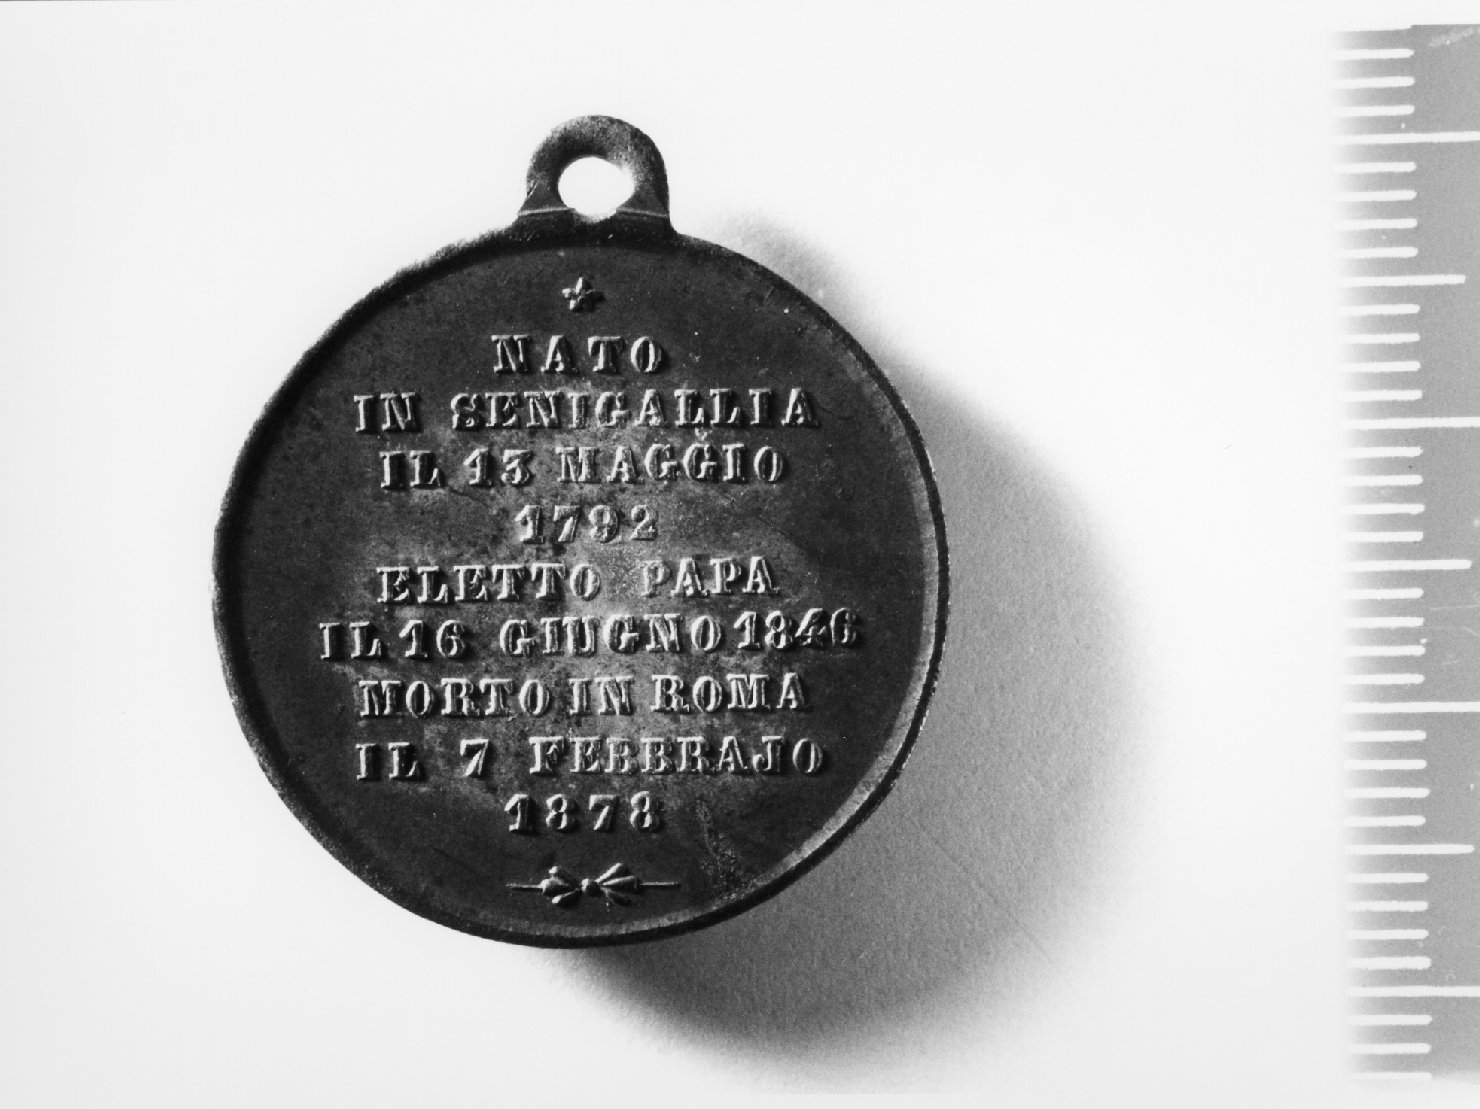 NATO
IN SENIGALLIA
IL 13 MAGGIO
1792
ELETTO PAPA
IL 16 GIUGNO 1846
MORTO IN ROMA
IL 7 FEBBRAJO
1878